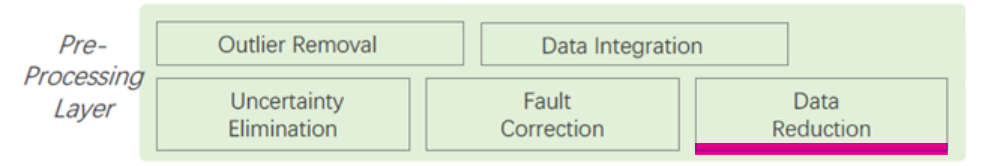 Pre-
Processing
Layer
Outlier Removal
Data Integration
Uncertainty
Elimination
Fault
Correction
Data
Reduction